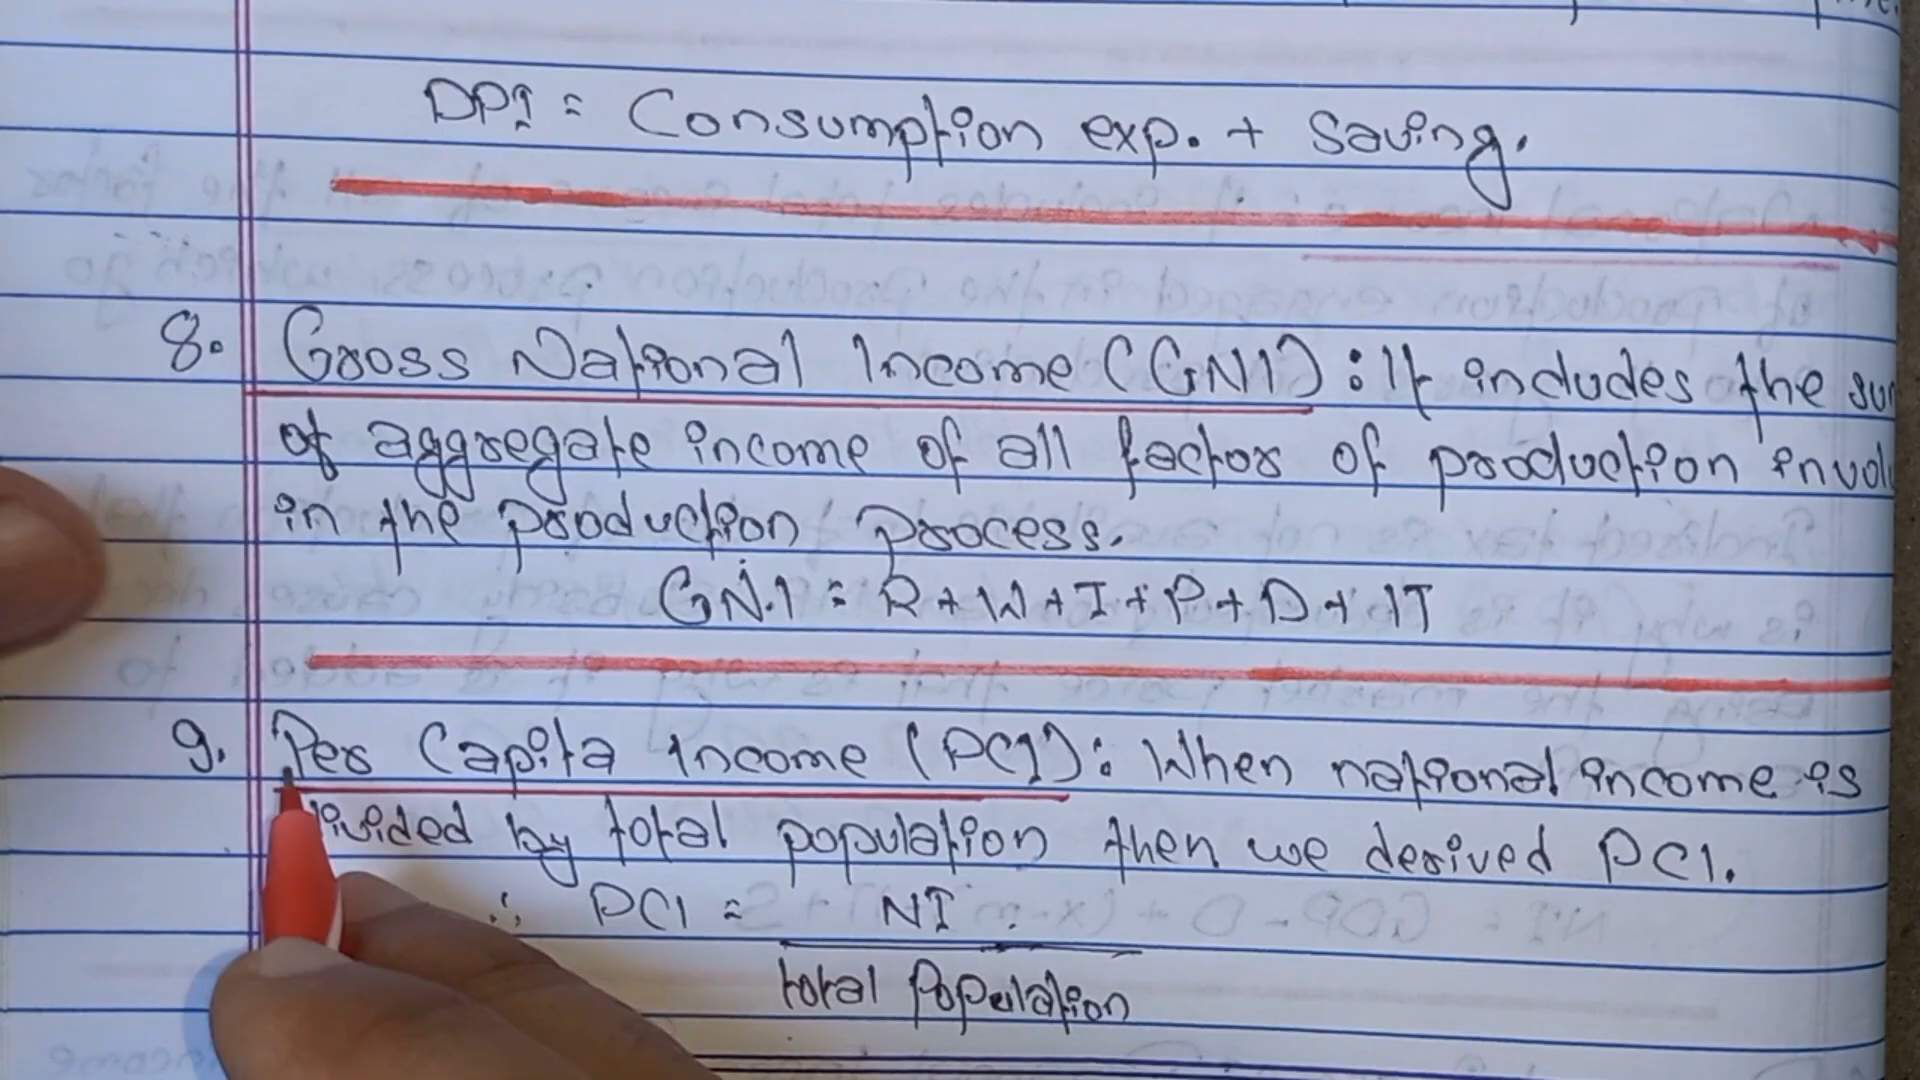 DPI = Consumption exp. + Saving.
8. Gross National Income (GNI) : It includes the
of aggregate income of all factor of production
in the production process.
GNI = R + W + I + P + D + IT
9. Per Capita Income (PCI) : When national income is
divided by total population then we derived PCI.
∴ PCI = NI
total Population